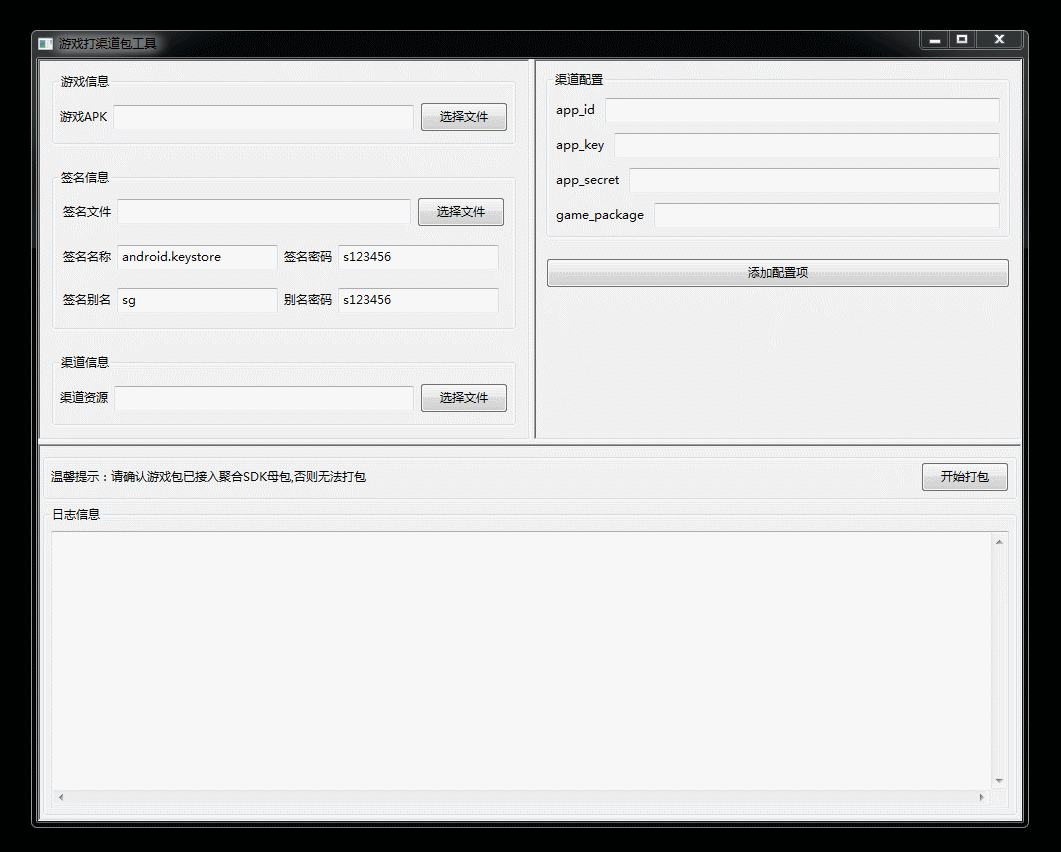 游戏打渠道包工具
游戏信息
游戏APK 选择文件
签名信息
签名文件 选择文件
签名名称 android.keystore 签名密码 s123456
签名别名 sg 别名密码 s123456
渠道信息
渠道资源 选择文件
渠道配置
app_id
app_key
app_secret
game_package
添加配置项
温馨提示：请确认游戏包已接入聚合SDK母包,否则无法打包 开始打包
日志信息